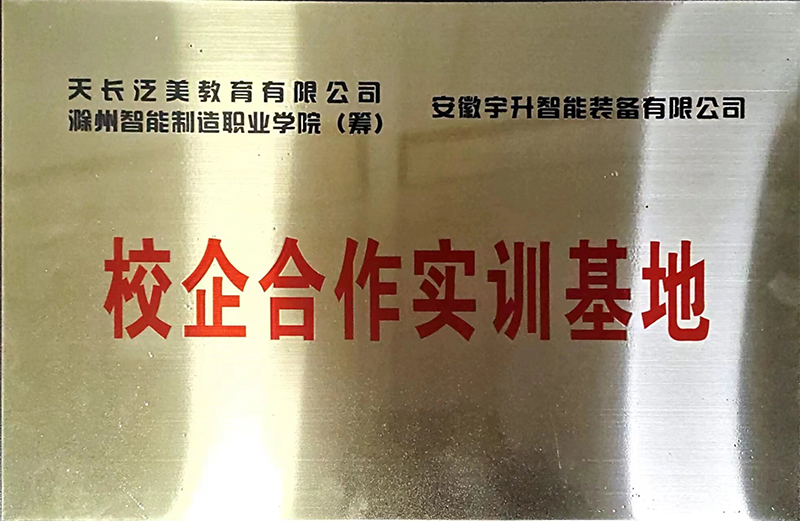 天长泛美教育有限公司
滁州智能制造职业学院（筹）
安徽宇升智能装备有限公司
校企合作实训基地